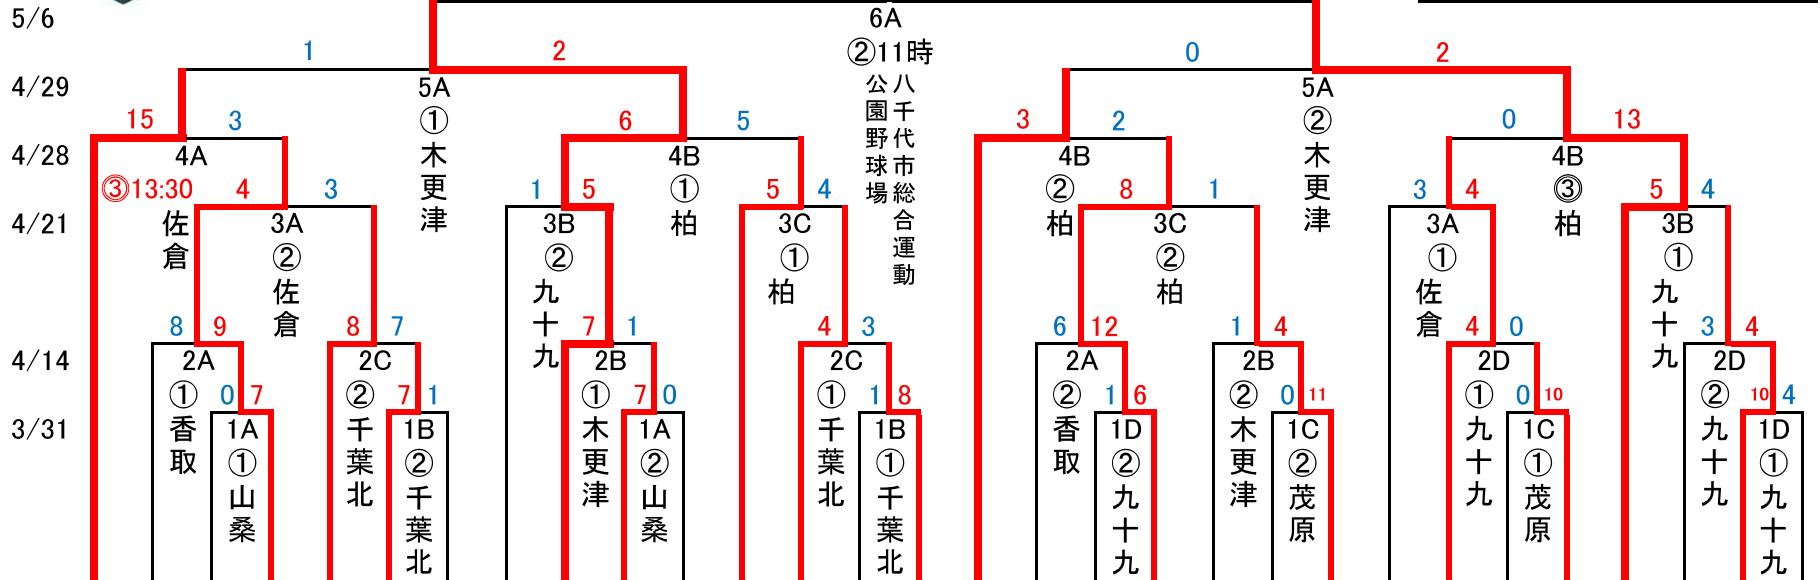 5/6
6A
②11時
八千代市総合運動
公園野球場
1
2
0
2
4/29
5A
①
木更津
5A
②
木更津
15
3
6
5
3
2
0
13
4/28
4A
③13:30
佐倉
4B
①
柏
4B
②
柏
4B
③
柏
4
3
1
5
5
4
8
1
3
4
5
4
4/21
3A
②
佐倉
3B
②
九十九
3C
①
柏
3C
②
柏
3A
①
佐倉
3B
①
九十九
8
9
8
7
7
1
4
3
6
12
1
4
4
0
3
4
4/14
2A
①
香取
2C
②
千葉北
2B
①
木更津
2C
①
千葉北
2A
②
香取
2B
②
木更津
2D
①
九十九
2D
②
九十九
0
7
7
1
7
0
1
8
1
6
0
11
0
10
10
4
3/31
1A
①
山桑
1B
②
千葉北
1A
②
山桑
1B
①
千葉北
1D
②
九十九
1C
②
茂原
1C
①
茂原
1D
①
九十九